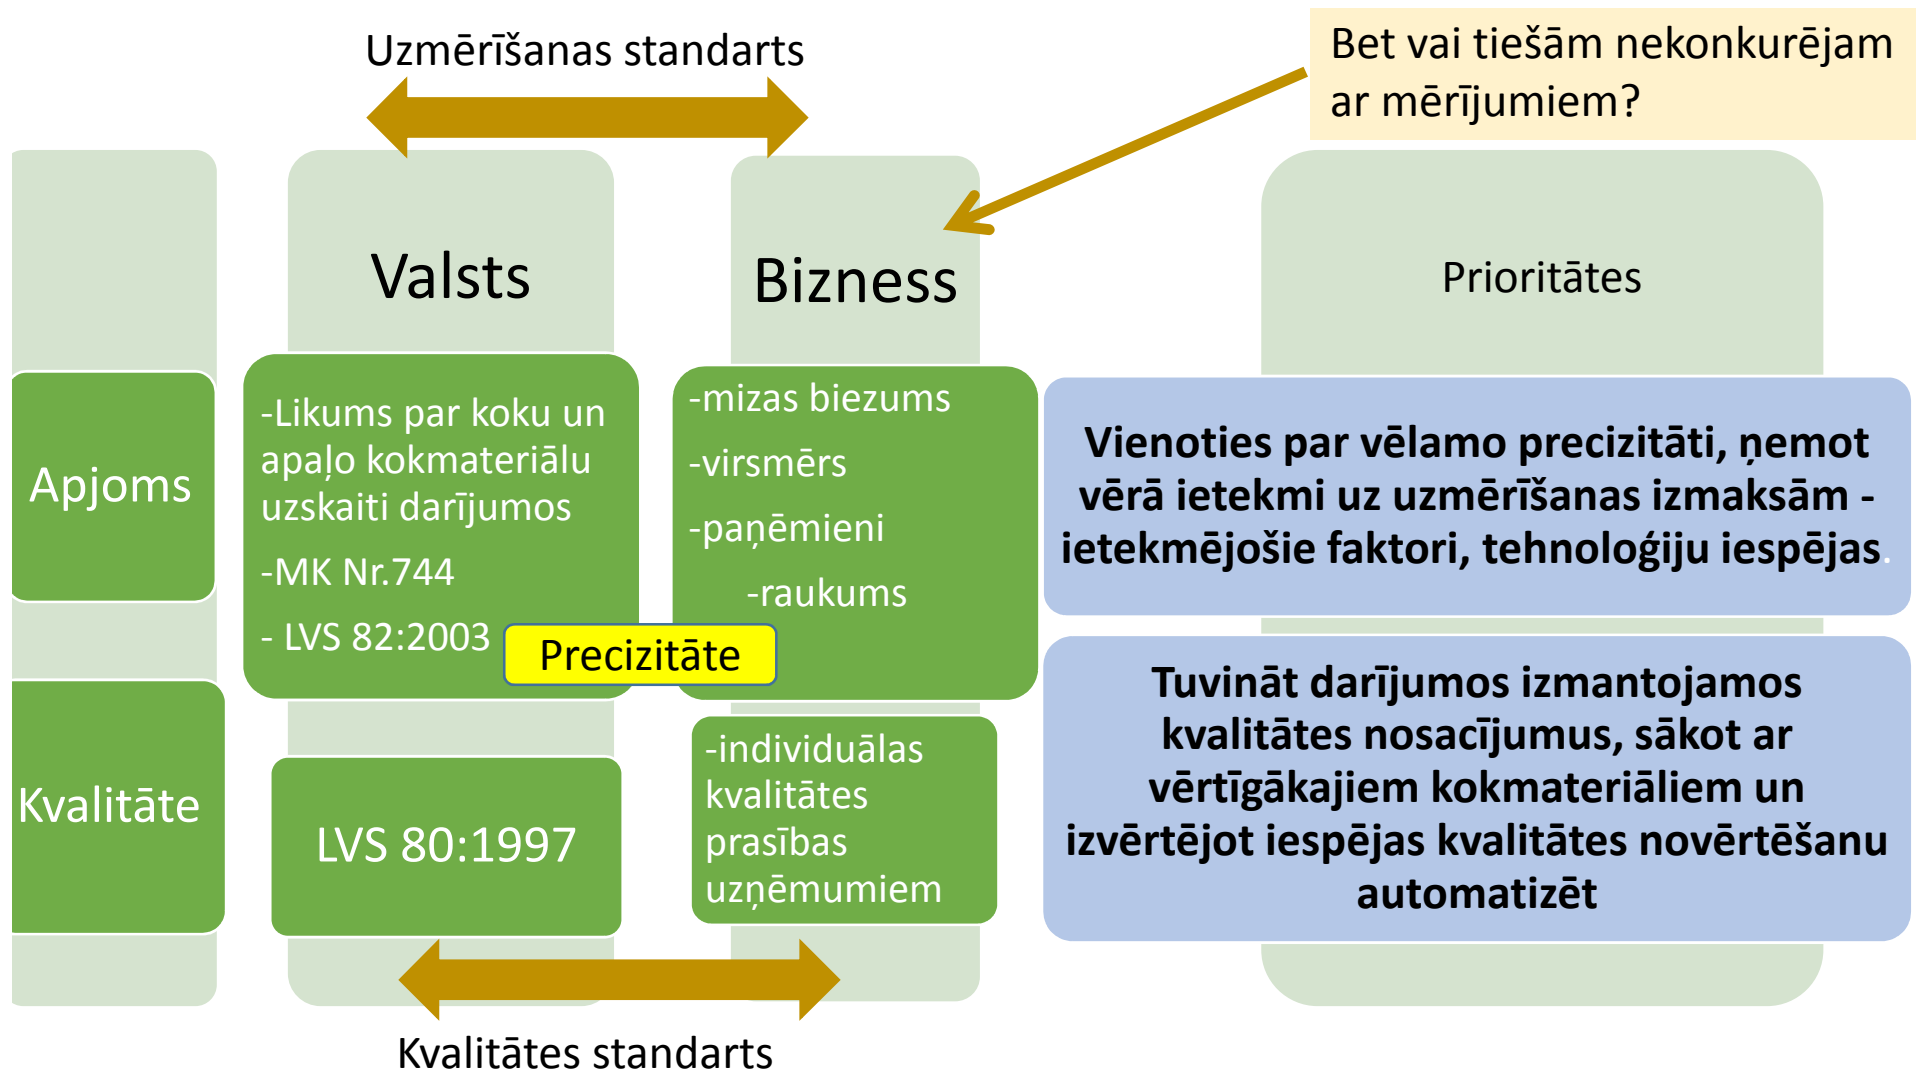 Uzmērīšanas standarts
Bet vai tiešām nekonkurējam
ar mērījumiem?
Valsts
Bizness
Prioritātes
Apjoms
-Likums par koku un
apaļo kokmateriālu
uzskaiti darījumos
-MK Nr.744
- LVS 82:2003
-mizas biezums
-virsmērs
-paņēmieni
-raukums
Precizitāte
Vienoties par vēlamo precizitāti, ņemot
vērā ietekmi uz uzmērīšanas izmaksām -
ietekmējošie faktori, tehnoloģiju iespējas.
Kvalitāte
LVS 80:1997
-individuālas
kvalitātes
prasības
uzņēmumiem
Tuvināt darījumos izmantojamos
kvalitātes nosacījumus, sākot ar
vērtīgākajiem kokmateriāliem un
izvērtējot iespējas kvalitātes novērtēšanu
automatizēt
Kvalitātes standarts